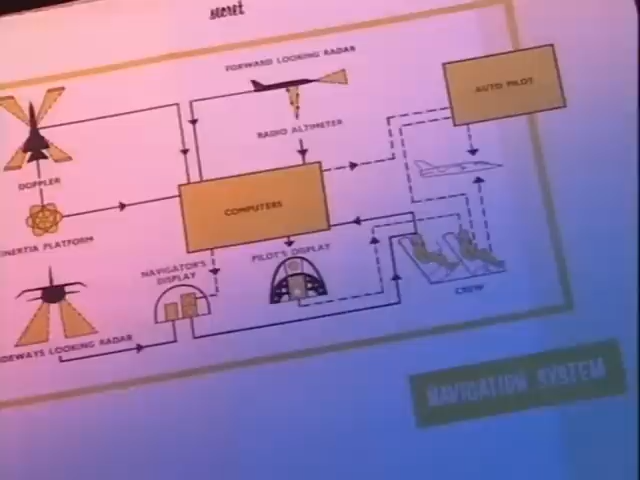 secret
FORWARD LOOKING RADAR
AUTO PILOT
RADIO ALTIMETER
DOPPLER
COMPUTERS
INERTIA PLATFORM
NAVIGATOR'S
DISPLAY
PILOT'S DISPLAY
CREW
DEWAYS LOOKING RADAR
NAVIGATION SYSTEM